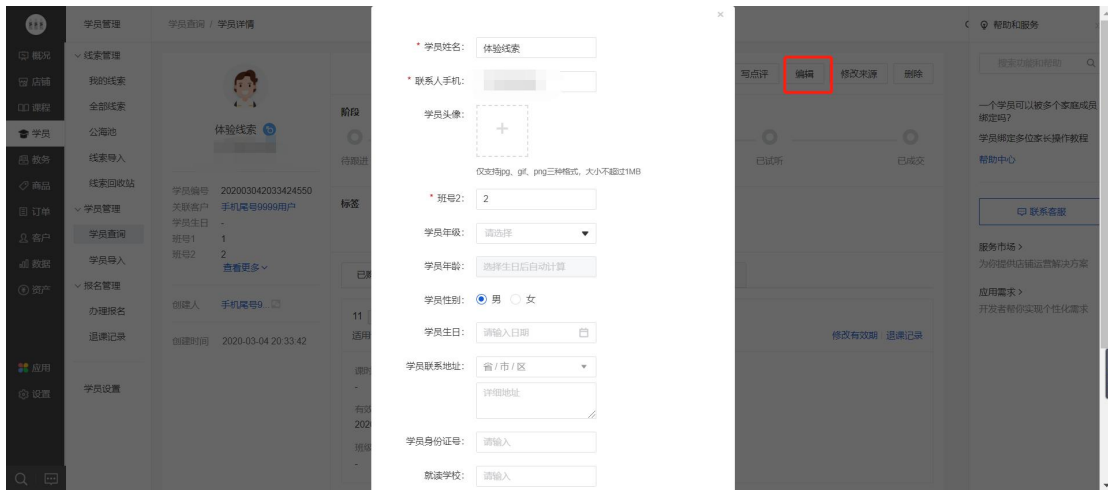 学员管理
学员查询 / 学员详情
帮助和服务
概况
店铺
课程
学员
教务
商品
订单
客户
数据
资产
应用
设置
线索管理
我的线索
全部线索
公海池
线索导入
线索回收站
学员管理
学员查询
学员导入
报名管理
办理报名
退课记录
学员设置
体验线索
学员编号 202003042033424550
关联客户 手机尾号9999用户
学员生日 -
班号1 1
班号2 2
查看更多
创建人 手机尾号9...
创建时间 2020-03-04 20:33:42
阶段
待跟进
已试听
已成交
标签
写点评
编辑
修改来源
删除
11
修改有效期 退课记录
* 学员姓名: 体验线索
* 联系人手机:
学员头像:
仅支持jpg、gif、png三种格式, 大小不超过1MB
* 班号2: 2
学员年级: 请选择
学员年龄: 选择生日后自动计算
学员性别: 男 女
学员生日: 请输入日期
学员联系地址: 省 / 市 / 区
详细地址
学员身份证号: 请输入
就读学校: 请输入
搜索功能和帮助
一个学员可以被多个家庭成员
绑定吗?
学员绑定多位家长操作教程
帮助中心
联系客服
服务市场 >
为你提供店铺运营解决方案
应用需求 >
开发者帮你实现个性化需求